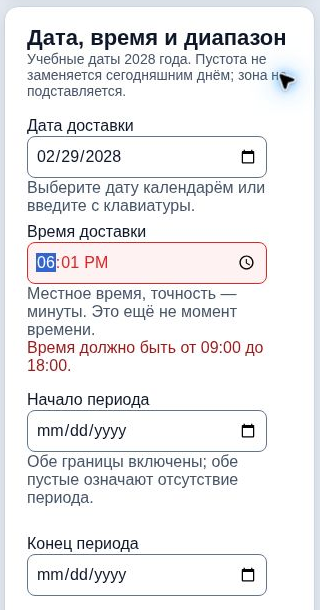 Дата, время и диапазон
Учебные даты 2028 года. Пустота не
заменяется сегодняшним днём; зона не
подставляется.
Дата доставки
02/29/2028
Выберите дату календарём или
введите с клавиатуры.
Время доставки
06:01 PM
Местное время, точность —
минуты. Это ещё не момент
времени.
Время должно быть от 09:00 до
18:00.
Начало периода
mm/dd/yyyy
Обе границы включены; обе
пустые означают отсутствие
периода.
Конец периода
mm/dd/yyyy